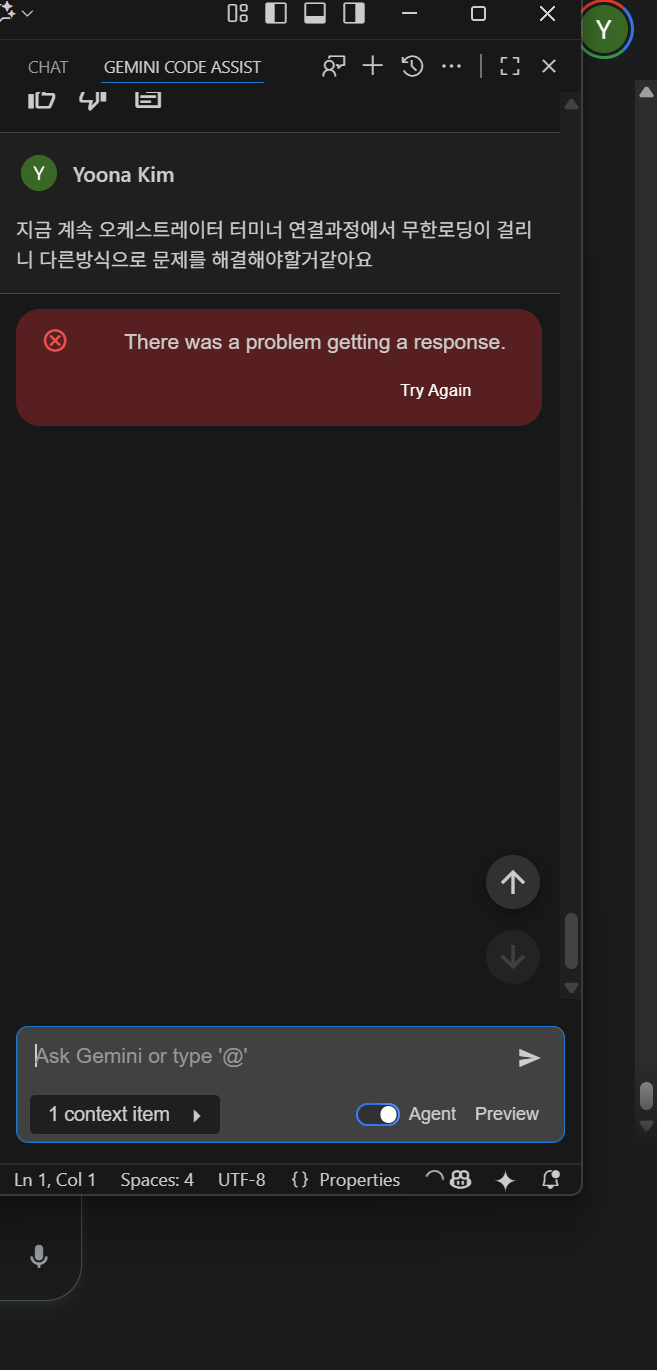 CHAT
GEMINI CODE ASSIST
Y
Y
Yoona Kim
지금 계속 오케스트레이터 터미너 연결과정에서 무한로딩이 걸리
니 다른방식으로 문제를 해결해야할거같아요
There was a problem getting a response.
Try Again
Ask Gemini or type '@'
1 context item
Agent
Preview
Ln 1, Col 1
Spaces: 4
UTF-8
{ } Properties